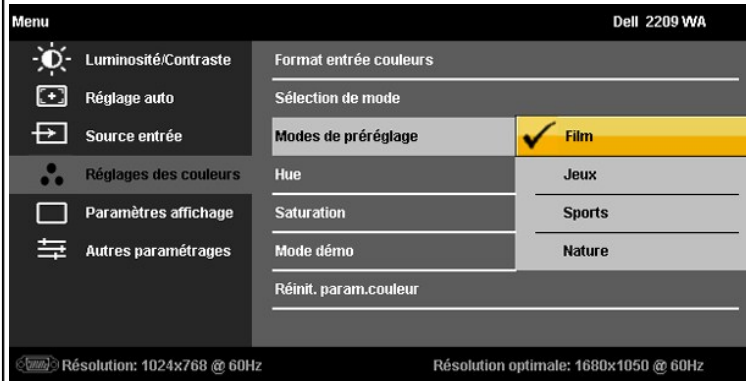 Menu
Dell 2209 WA
Luminosité/Contraste
Réglage auto
Source entrée
Réglages des couleurs
Paramètres affichage
Autres paramétrages
Format entrée couleurs
Sélection de mode
Modes de préréglage
Hue
Saturation
Mode démo
Réinit. param.couleur
Film
Jeux
Sports
Nature
Résolution: 1024x768 @ 60Hz
Résolution optimale: 1680x1050 @ 60Hz